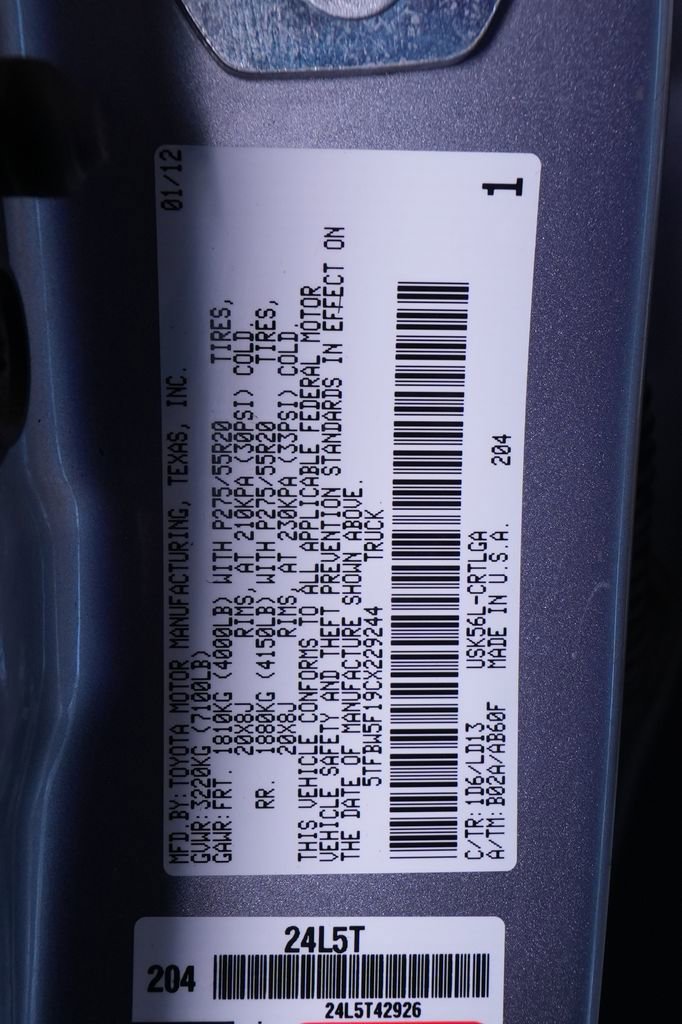 MFD BY: TOYOTA MOTOR MANUFACTURING, TEXAS, INC. 01/12
GVWR: 3220KG (7100LB)
GAWR: FRT. 1810KG (4000LB) WITH P275/55R20 TIRES,
20X8J RIMS, AT 210KPA (30PSI) COLD.
RR. 1880KG (4150LB) WITH P275/55R20 TIRES,
20X8J RIMS, AT 230KPA (33PSI) COLD.
THIS VEHICLE CONFORMS TO ALL APPLICABLE FEDERAL MOTOR
VEHICLE SAFETY AND THEFT PREVENTION STANDARDS IN EFFECT ON
THE DATE OF MANUFACTURE SHOWN ABOVE.
5TFBW5F19CX229244 TRUCK
C/TR: 1D6/LD13 USK56L-CRTLGA
A/TM: B02A/AB60F MADE IN U.S.A. 204
1
24L5T
204
24L5T42926